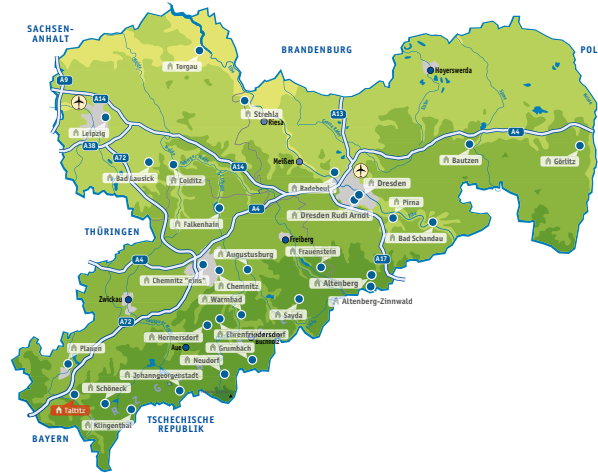 SACHSEN-
ANHALT
BRANDENBURG
POL
Torgau
A9
A14
Hoyerswerda
Strehla
Riesa
A13
Leipzig
A4
A38
A72
Meißen
Bautzen
Görlitz
Bad Lausick
Colditz
A14
Radebeul
Dresden
Pirna
A4
Dresden Rudi Arndt
Falkenhain
THÜRINGEN
Freiberg
Bad Schandau
Augustusburg
Frauenstein
A17
A4
Chemnitz "eins"
Chemnitz
Altenberg
Zwickau
Warmbad
Altenberg-Zinnwald
Sayda
A72
Hormersdorf
Ehrenfriedersdorf
Buchholz
Aue
Grumbach
Plauen
Neudorf
Johanngeorgenstadt
Schöneck
Taltitz
Klingenthal
TSCHECHISCHE
REPUBLIK
BAYERN